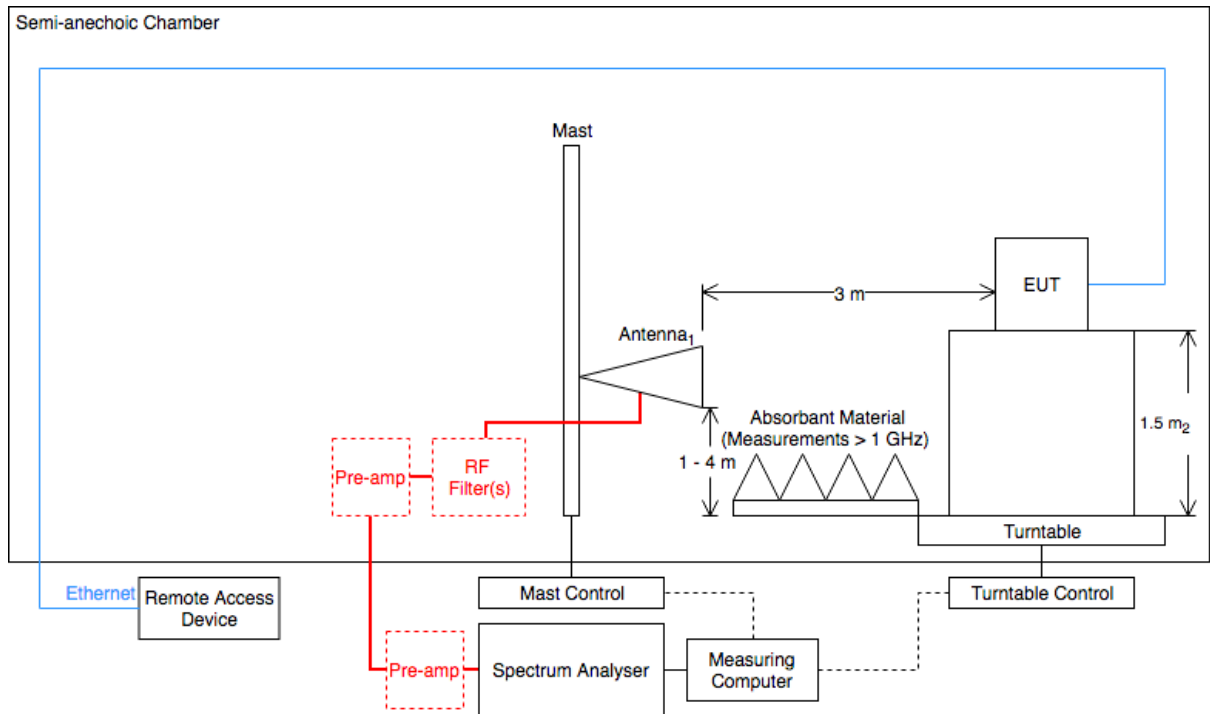 Semi-anechoic Chamber
Mast
EUT
3 m
Antenna1
Absorbant Material
(Measurements > 1 GHz)
1.5 m2
1 - 4 m
Pre-amp
RF
Filter(s)
Turntable
Ethernet
Remote Access
Device
Mast Control
Turntable Control
Pre-amp
Spectrum Analyser
Measuring
Computer